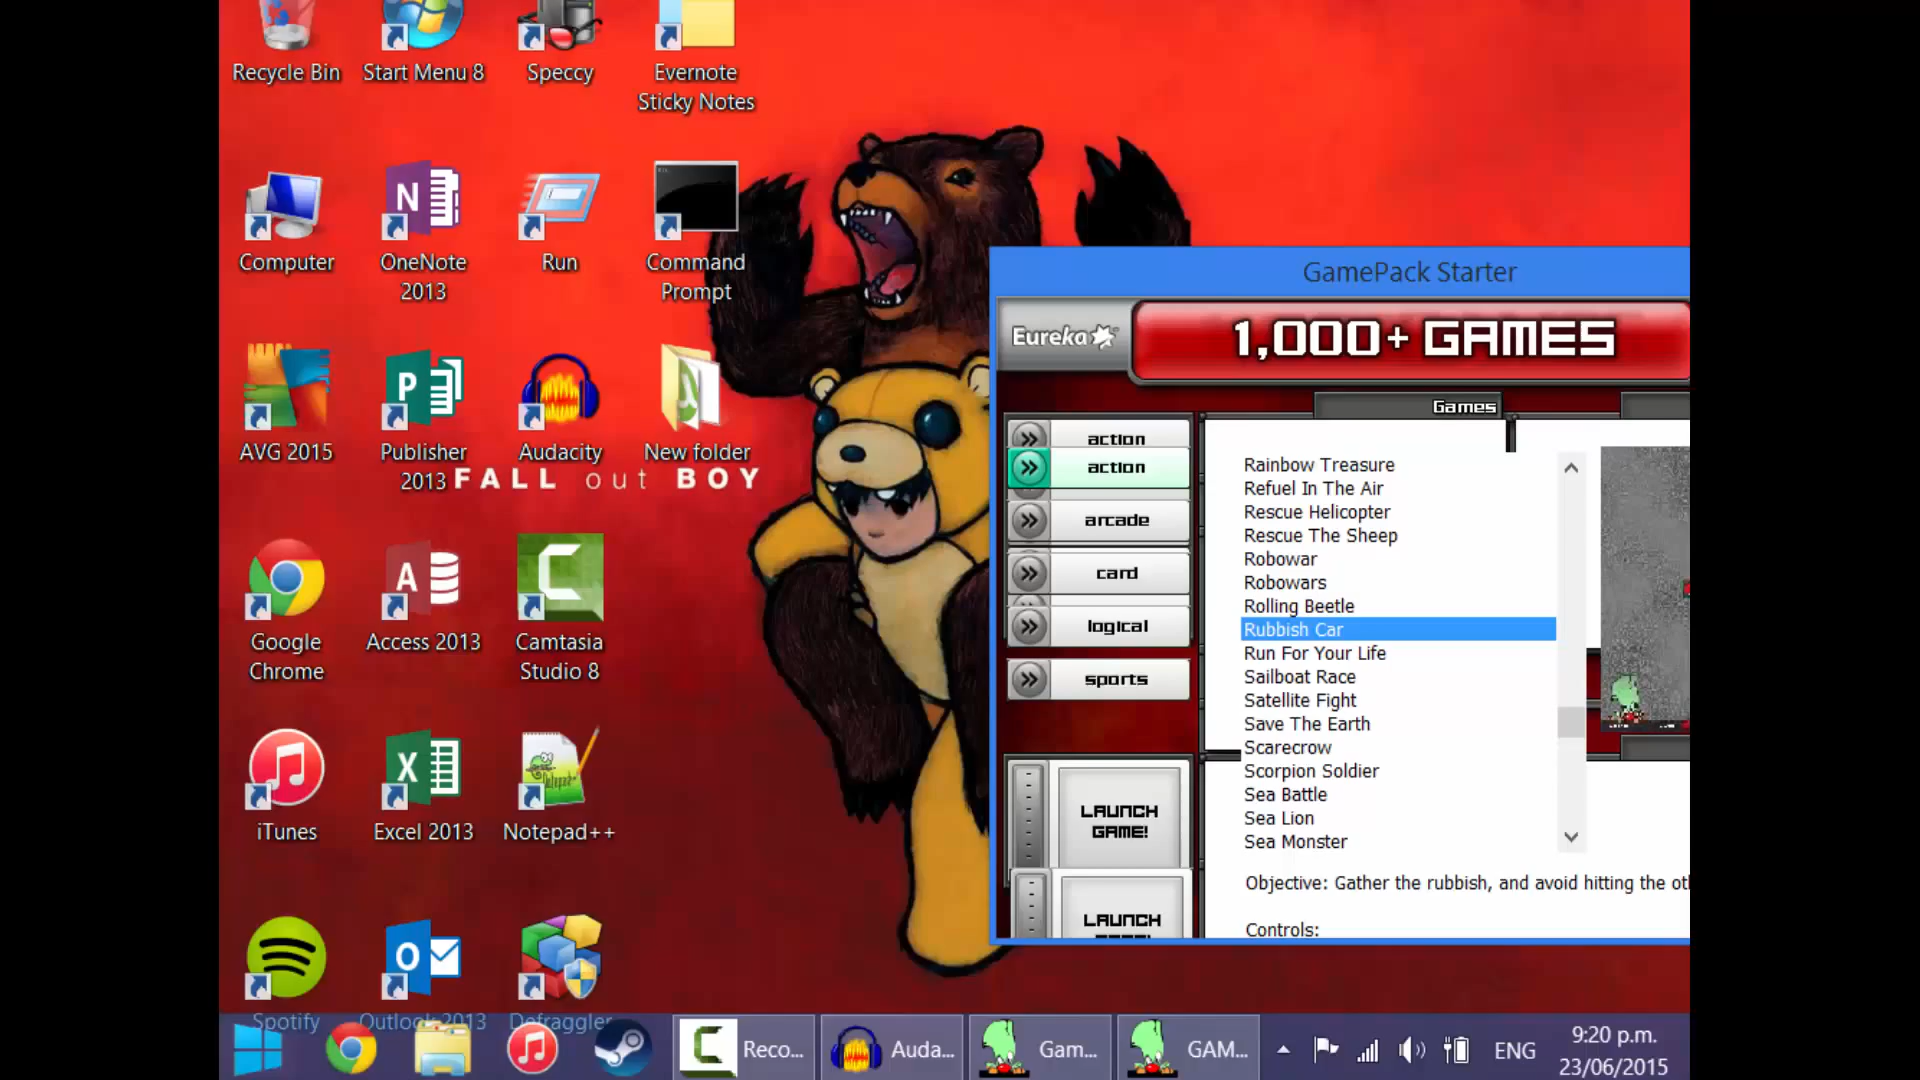 Recycle Bin
Start Menu 8
Speccy
Evernote
Sticky Notes
Computer
OneNote
2013
Run
Command
Prompt
AVG 2015
Publisher
2013
Audacity
New folder
FALL out BOY
Google
Chrome
Access 2013
Camtasia
Studio 8
iTunes
Excel 2013
Notepad++
Spotify
Outlook 2013
Defraggler
GamePack Starter
Eureka
1,000+ GAMES
Games
action
action
arcade
card
logical
sports
LAUNCH
GAME!
LAUNCH
Rainbow Treasure
Refuel In The Air
Rescue Helicopter
Rescue The Sheep
Robowar
Robowars
Rolling Beetle
Rubbish Car
Run For Your Life
Sailboat Race
Satellite Fight
Save The Earth
Scarecrow
Scorpion Soldier
Sea Battle
Sea Lion
Sea Monster
Objective: Gather the rubbish, and avoid hitting the
Controls:
Reco...
Auda...
Gam...
GAM...
ENG
9:20 p.m.
23/06/2015